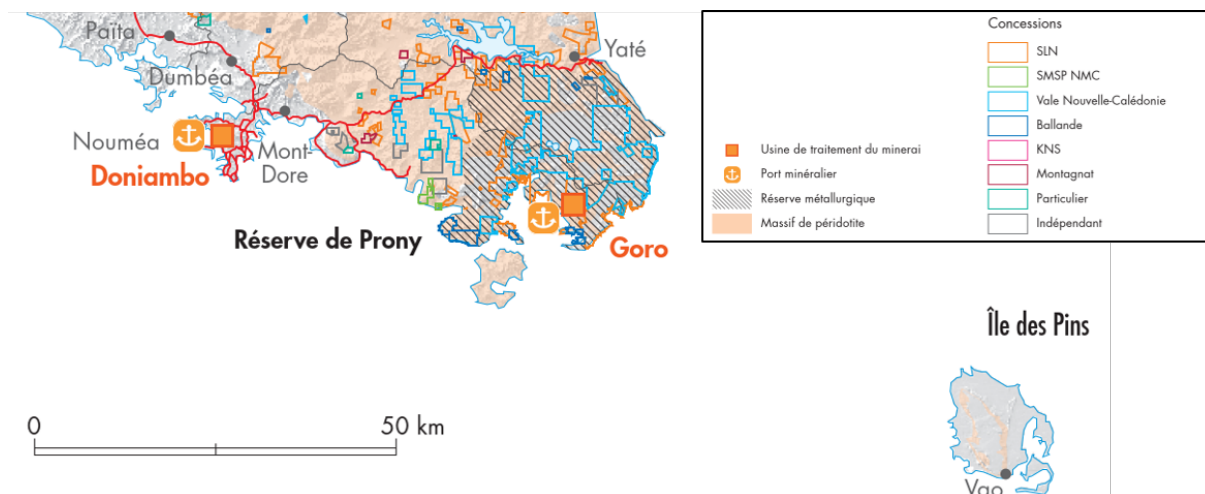 Paita
Dumbéa
Nouméa
Doniambo
Mont-
Dore
Yaté
Réserve de Prony
Goro
Concessions
SLN
SMSP NMC
Vale Nouvelle-Calédonie
Ballande
KNS
Montagnat
Particulier
Indépendant
Usine de traitement du minerai
Port minéralier
Réserve métallurgique
Massif de péridotite
Île des Pins
Vao
0
50 km